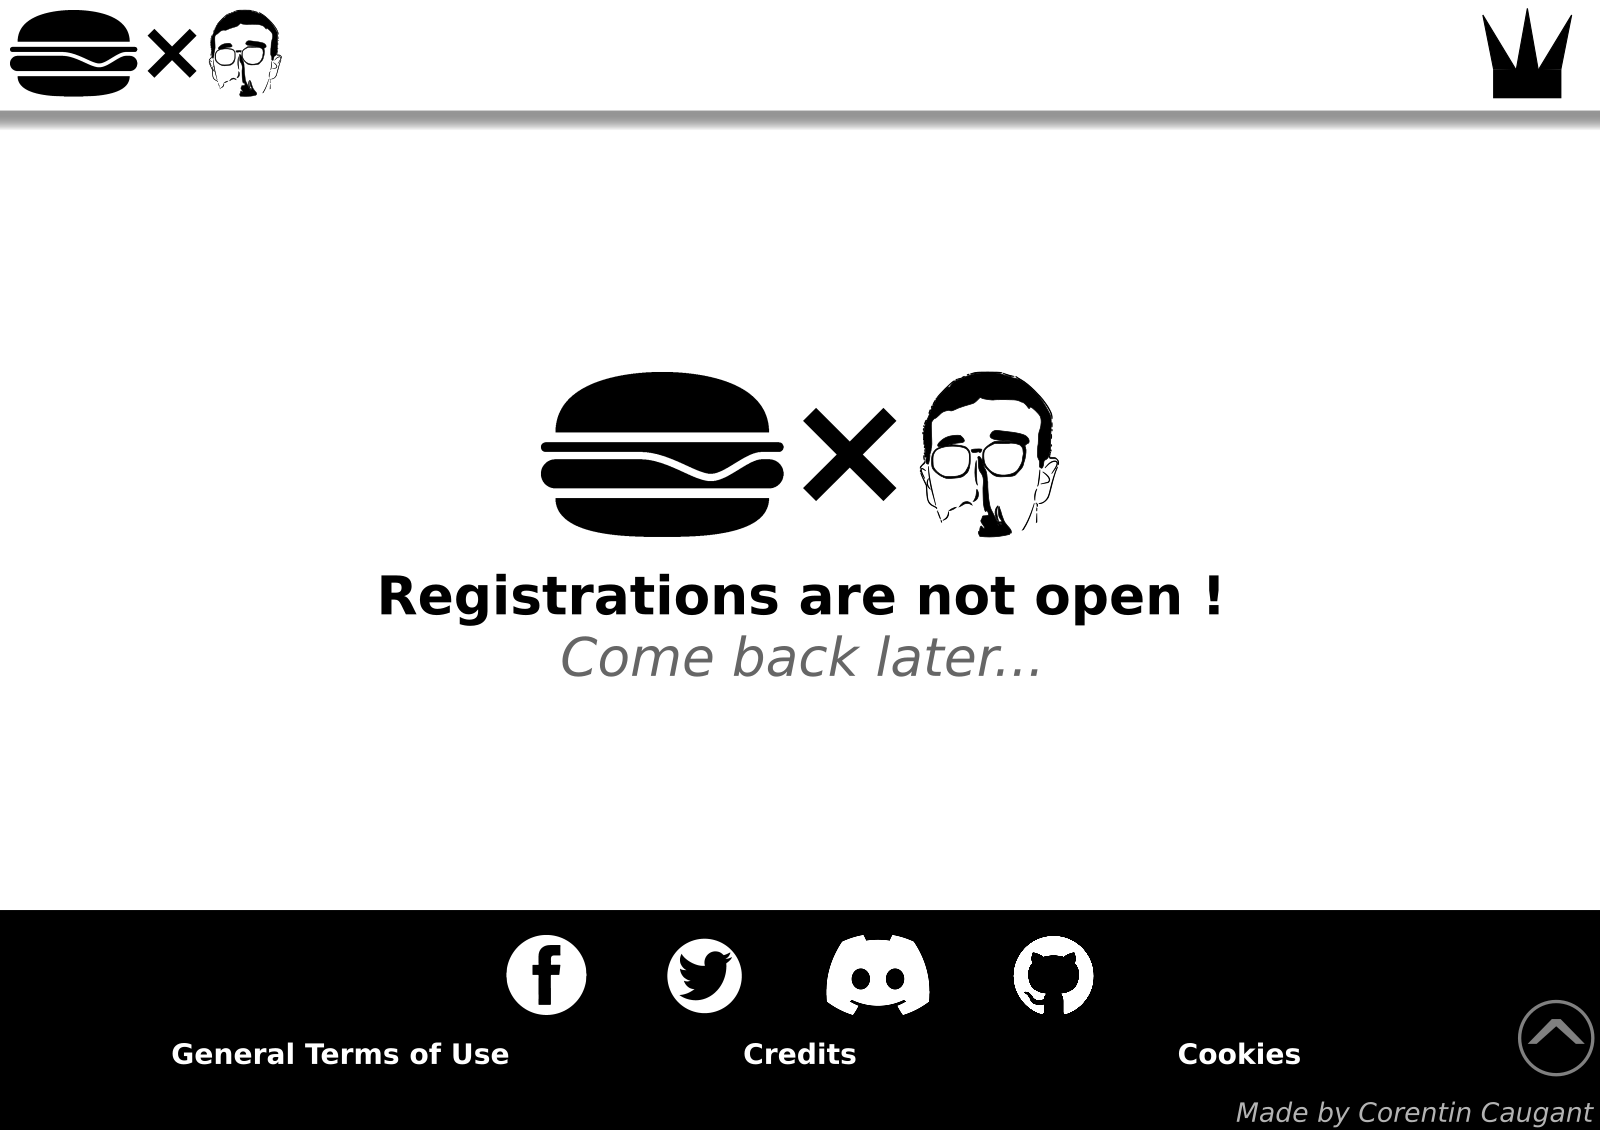 Registrations are not open !
Come back later...
General Terms of Use
Credits
Cookies
Made by Corentin Caugant